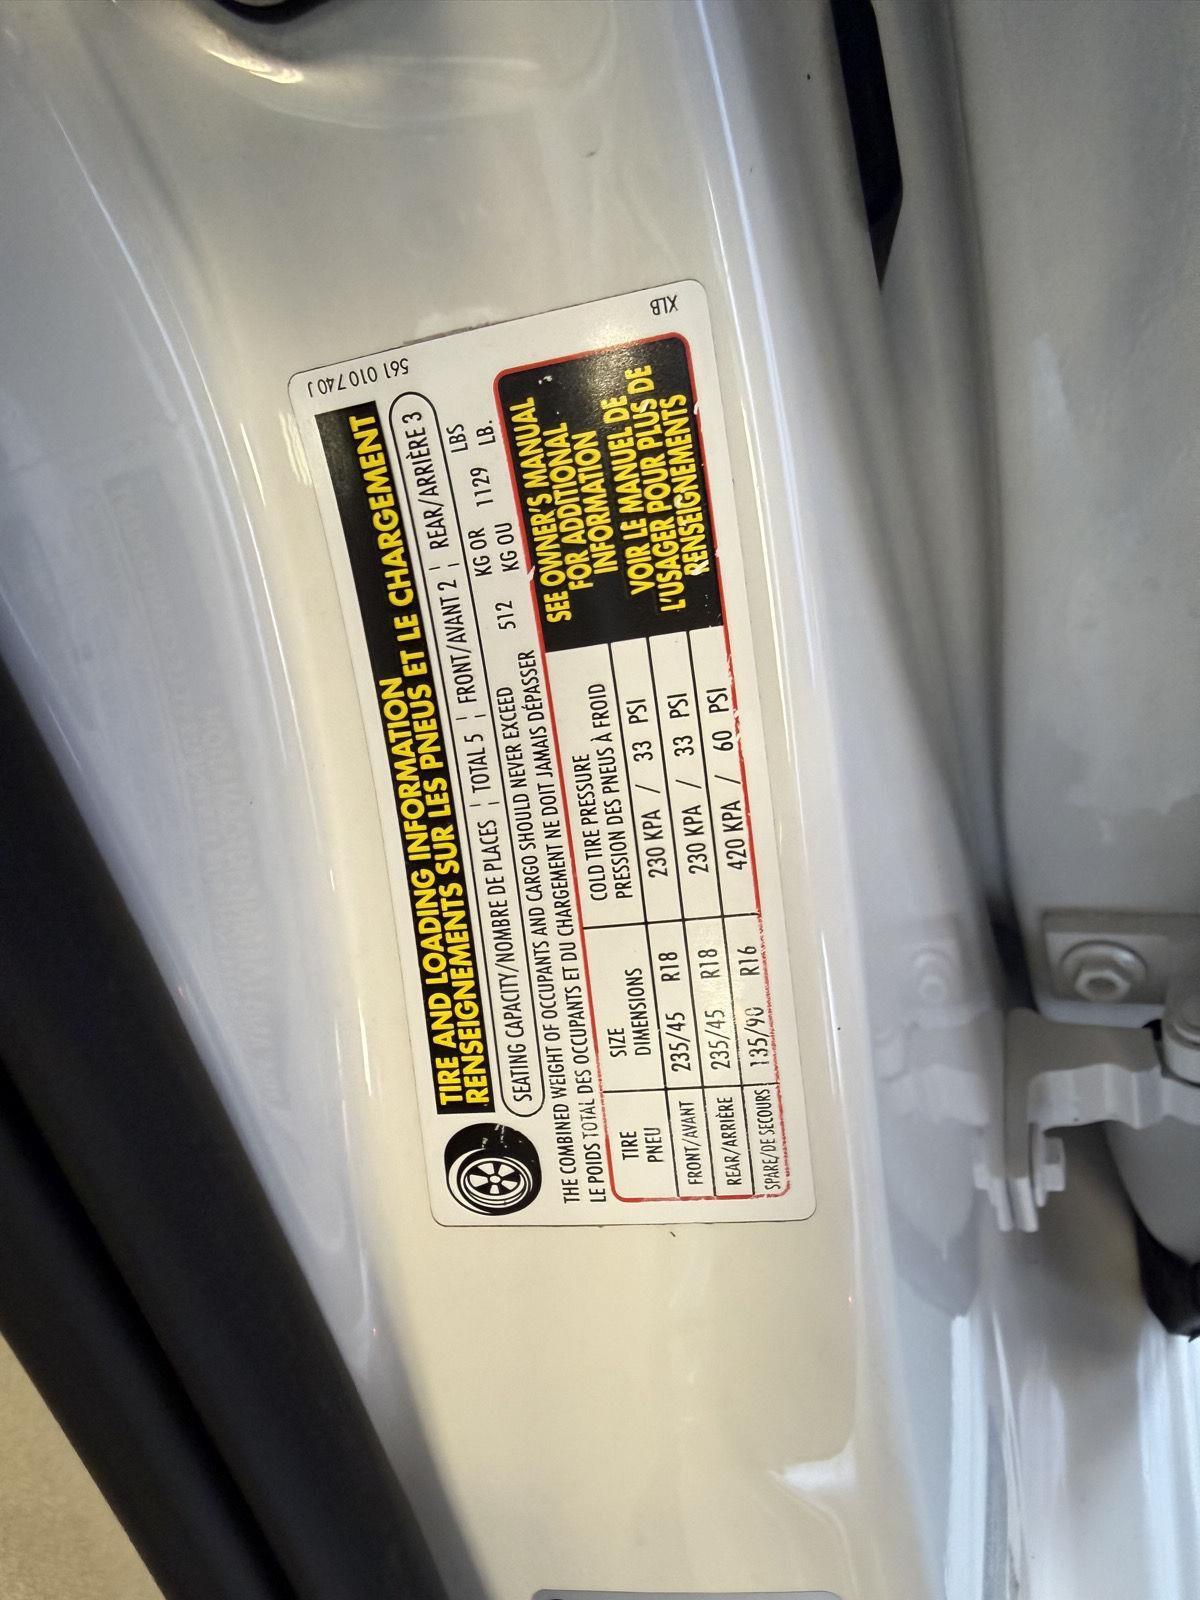 561 010 740 J
XLB
TIRE AND LOADING INFORMATION
RENSEIGNEMENTS SUR LES PNEUS ET LE CHARGEMENT
SEATING CAPACITY/NOMBRE DE PLACES ¦ TOTAL 5 ¦ FRONT/AVANT 2 ¦ REAR/ARRIÈRE 3
THE COMBINED WEIGHT OF OCCUPANTS AND CARGO SHOULD NEVER EXCEED 512 KG OR 1129 LBS
LE POIDS TOTAL DES OCCUPANTS ET DU CHARGEMENT NE DOIT JAMAIS DÉPASSER KG OU LB.
TIRE SIZE COLD TIRE PRESSURE
PNEU DIMENSIONS PRESSION DES PNEUS À FROID
FRONT/AVANT 235/45 R18 230 KPA / 33 PSI
REAR/ARRIÈRE 235/45 R18 230 KPA / 33 PSI
SPARE/DE SECOURS 135/90 R16 420 KPA / 60 PSI
SEE OWNER'S MANUAL
FOR ADDITIONAL
INFORMATION
VOIR LE MANUEL DE
L'USAGER POUR PLUS DE
RENSEIGNEMENTS